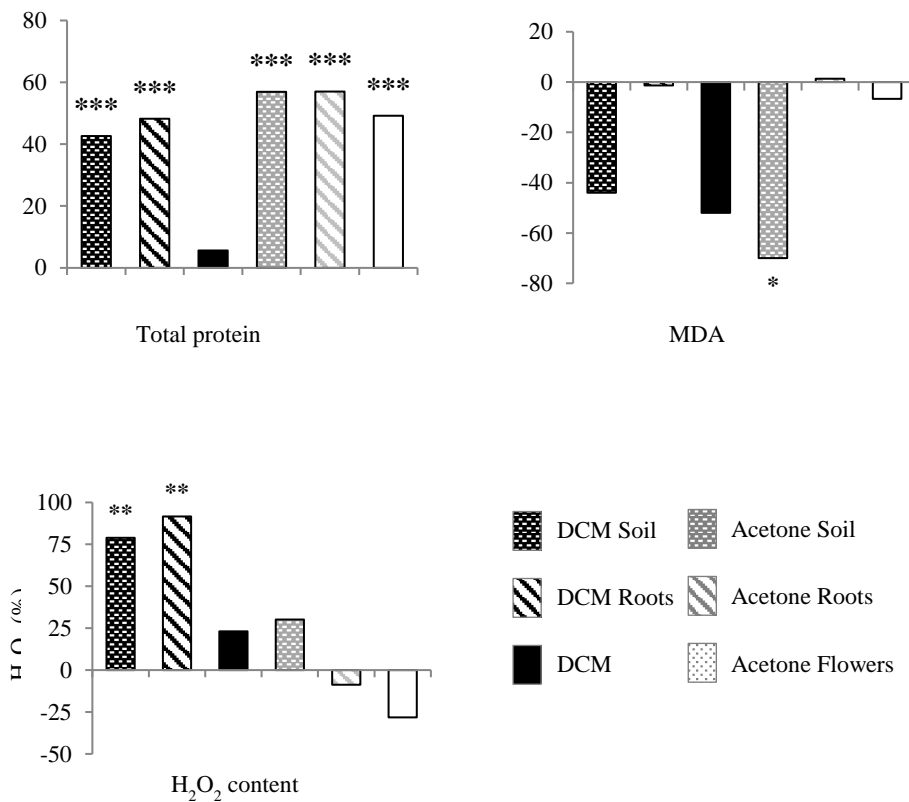 80
60
40
20
0
*** *** *** *** ***
Total protein
20
0
-20
-40
-60
-80
*
MDA
100
75
50
25
0
-25
-50
** **
(%)
H₂O₂ content
DCM Soil
Acetone Soil
DCM Roots
Acetone Roots
DCM
Acetone Flowers